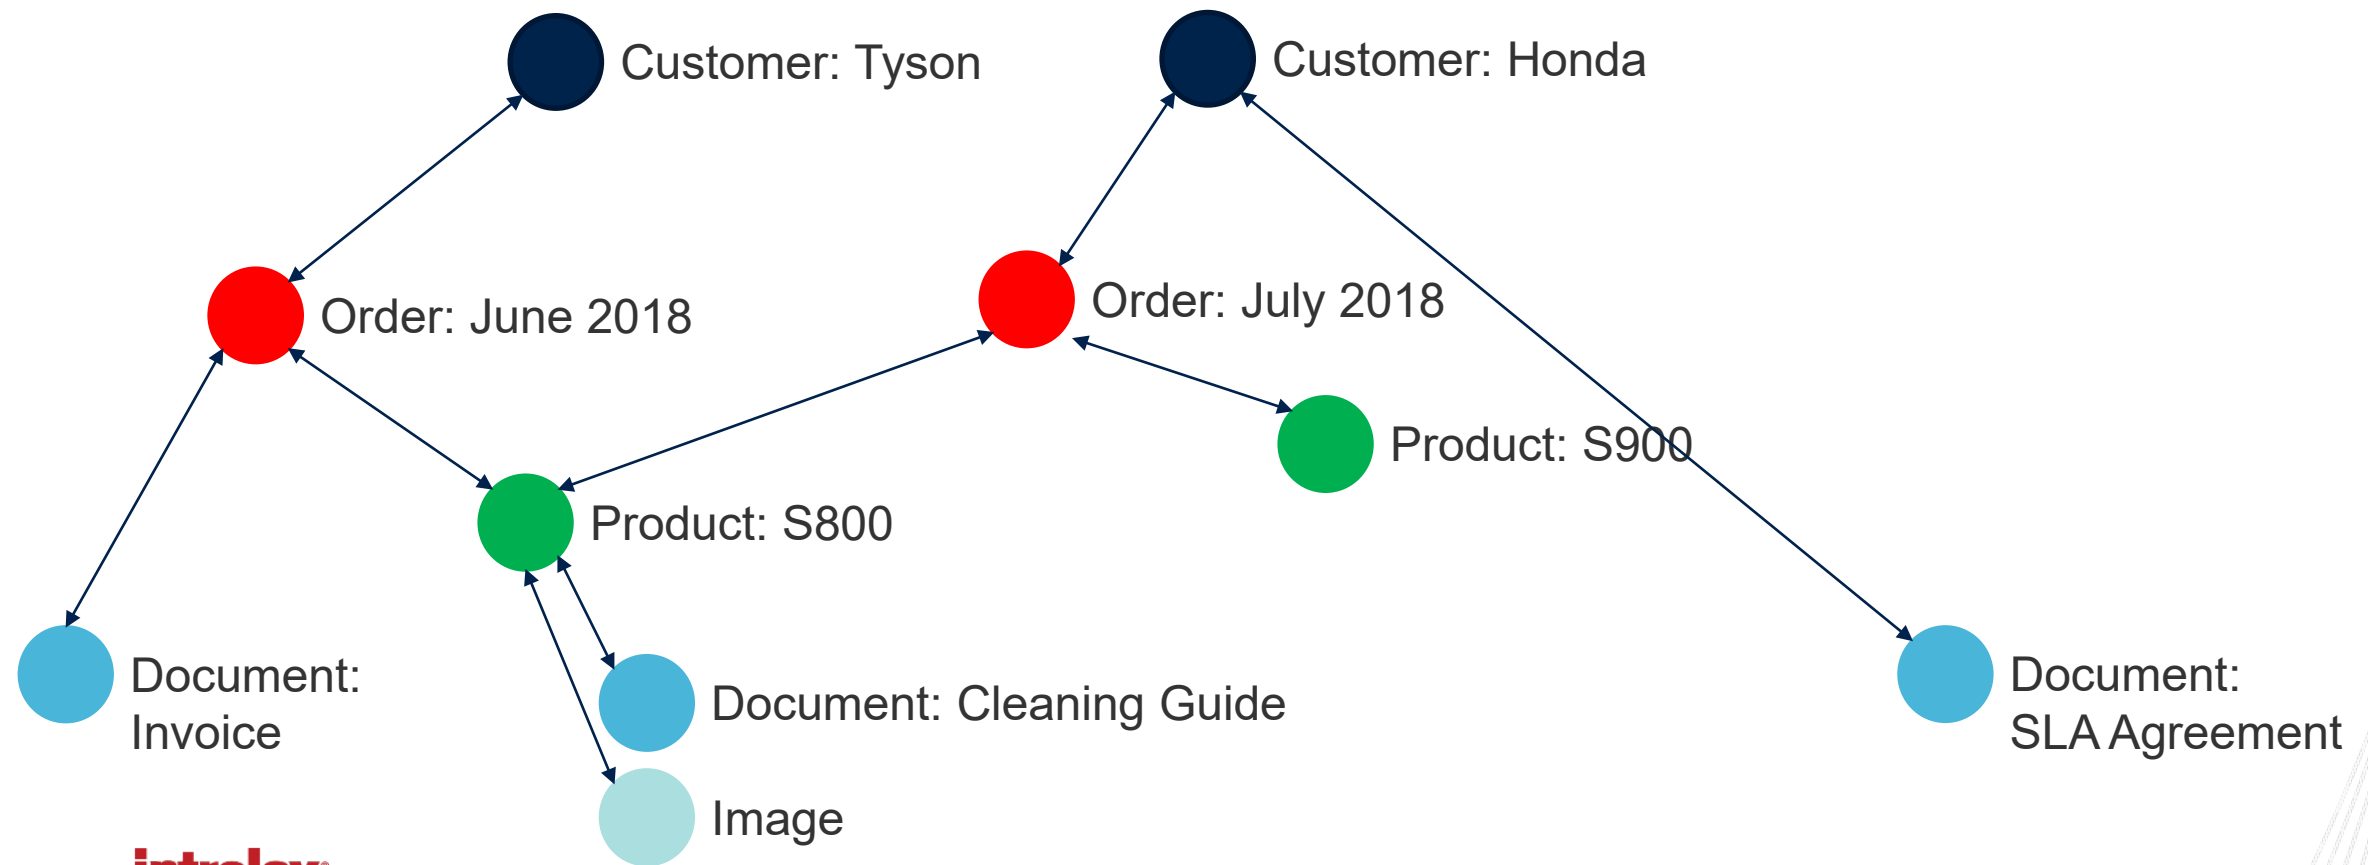 Customer: Tyson
Customer: Honda
Order: June 2018
Order: July 2018
Product: S900
Product: S800
Document:
Invoice
Document: Cleaning Guide
Document:
SLA Agreement
Image